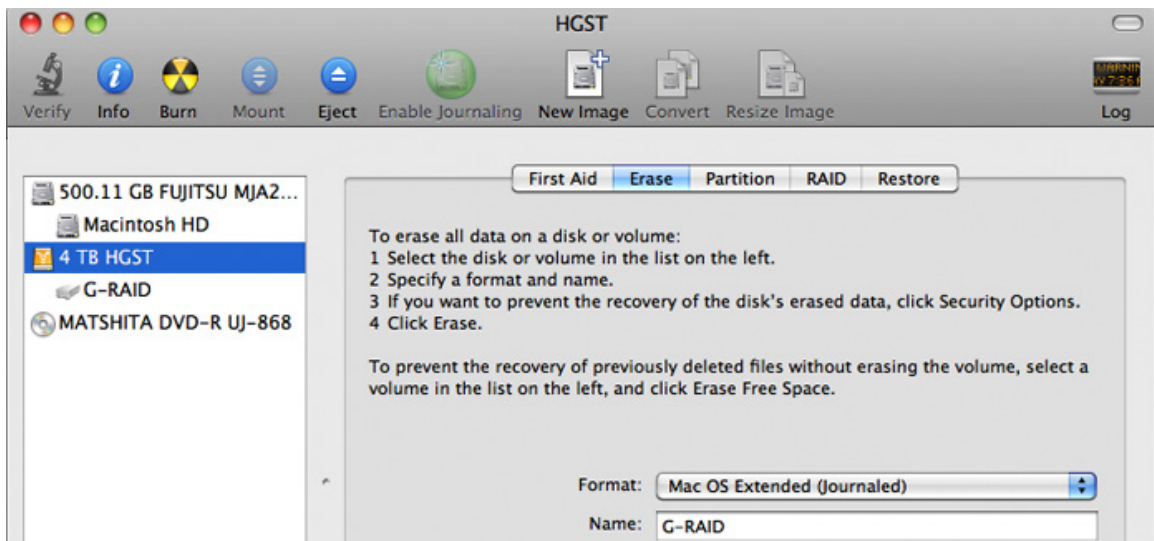 HGST
Verify Info Burn Mount Eject Enable Journaling New Image Convert Resize Image Log
First Aid Erase Partition RAID Restore
500.11 GB FUJITSU MJA2...
Macintosh HD
4 TB HGST
G-RAID
MATSHITA DVD-R UJ-868
To erase all data on a disk or volume:
1 Select the disk or volume in the list on the left.
2 Specify a format and name.
3 If you want to prevent the recovery of the disk's erased data, click Security Options.
4 Click Erase.
To prevent the recovery of previously deleted files without erasing the volume, select a
volume in the list on the left, and click Erase Free Space.
Format: Mac OS Extended (Journaled)
Name: G-RAID